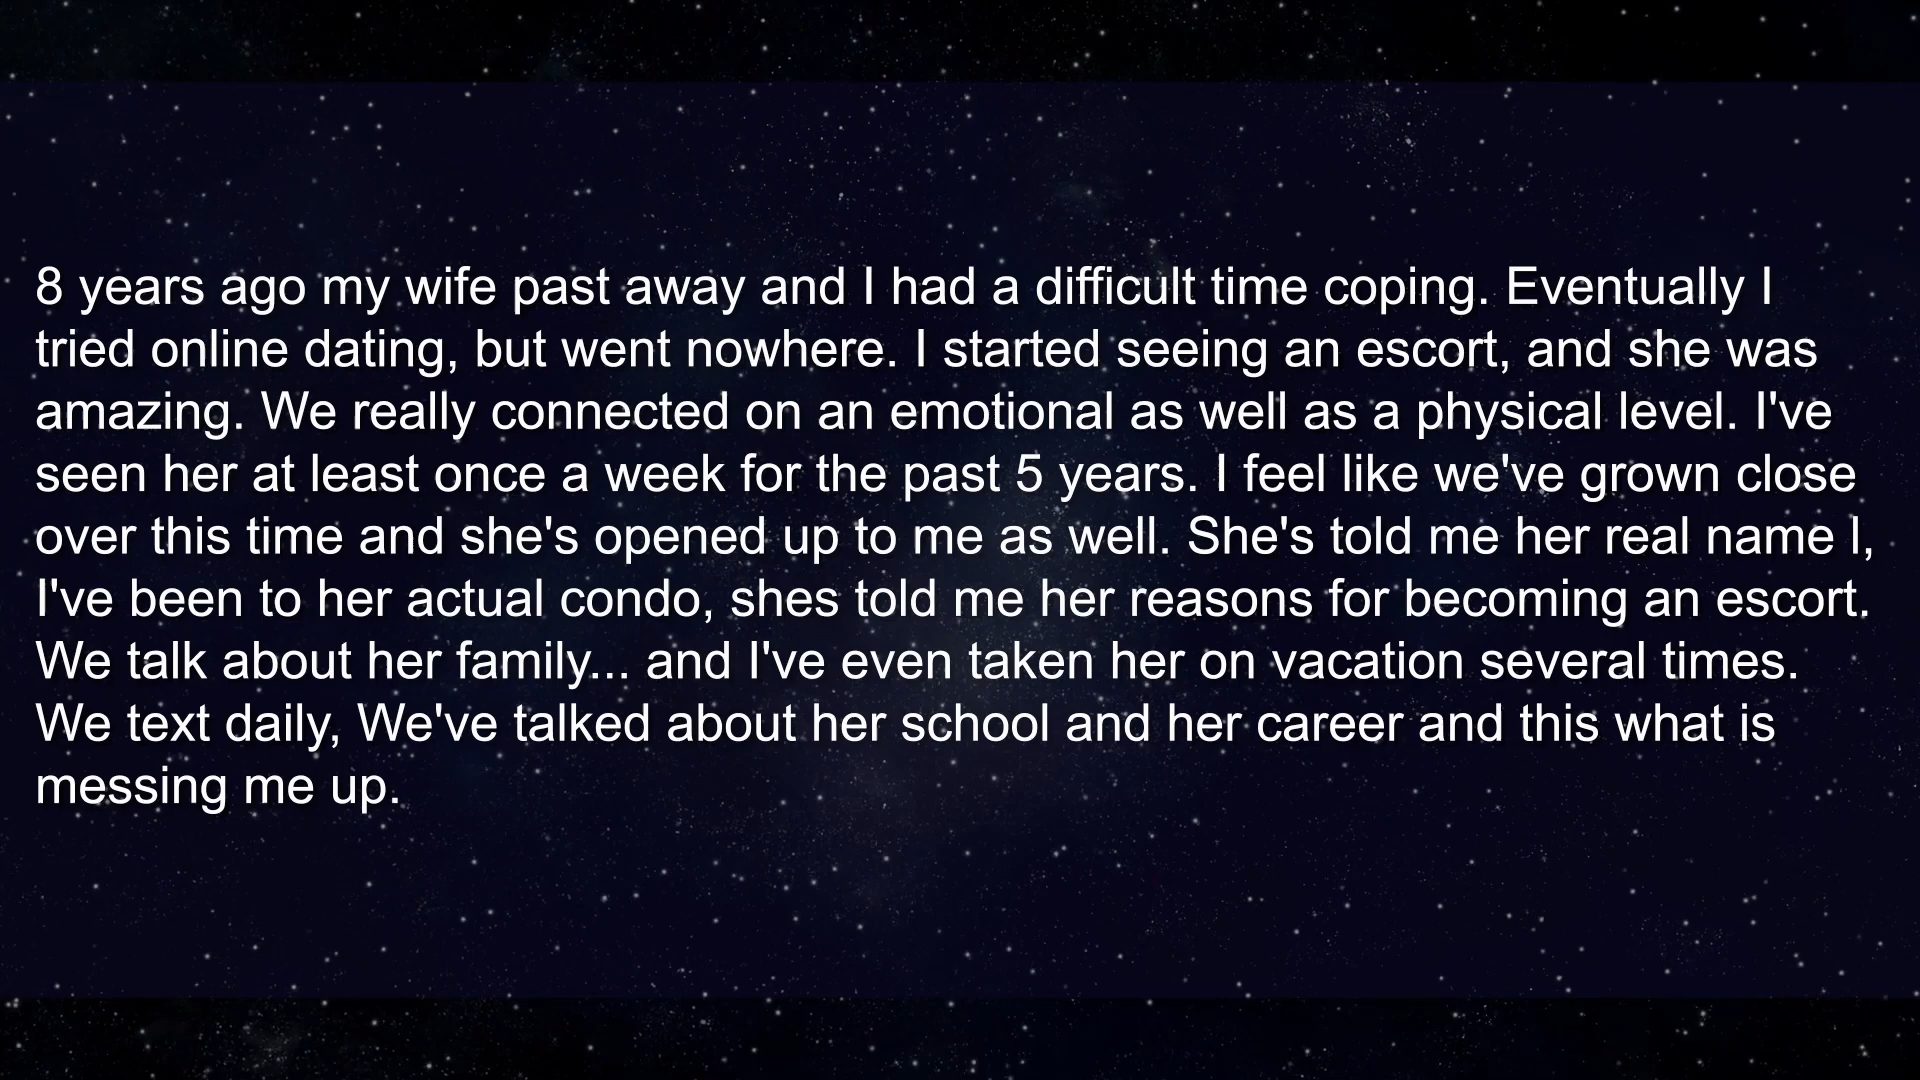 8 years ago my wife past away and I had a difficult time coping. Eventually I
tried online dating, but went nowhere. I started seeing an escort, and she was
amazing. We really connected on an emotional as well as a physical level. I've
seen her at least once a week for the past 5 years. I feel like we've grown close
over this time and she's opened up to me as well. She's told me her real name l,
I've been to her actual condo, shes told me her reasons for becoming an escort.
We talk about her family... and I've even taken her on vacation several times.
We text daily, We've talked about her school and her career and this what is
messing me up.